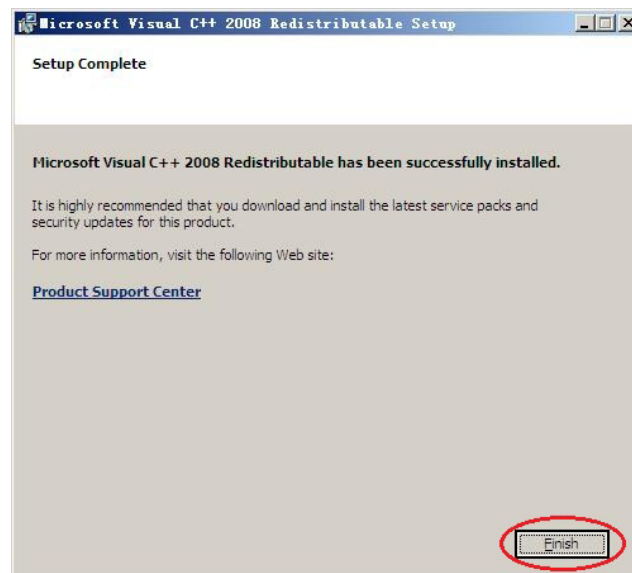 Microsoft Visual C++ 2008 Redistributable Setup
Setup Complete
Microsoft Visual C++ 2008 Redistributable has been successfully installed.
It is highly recommended that you download and install the latest service packs and
security updates for this product.
For more information, visit the following Web site:
Product Support Center
Finish